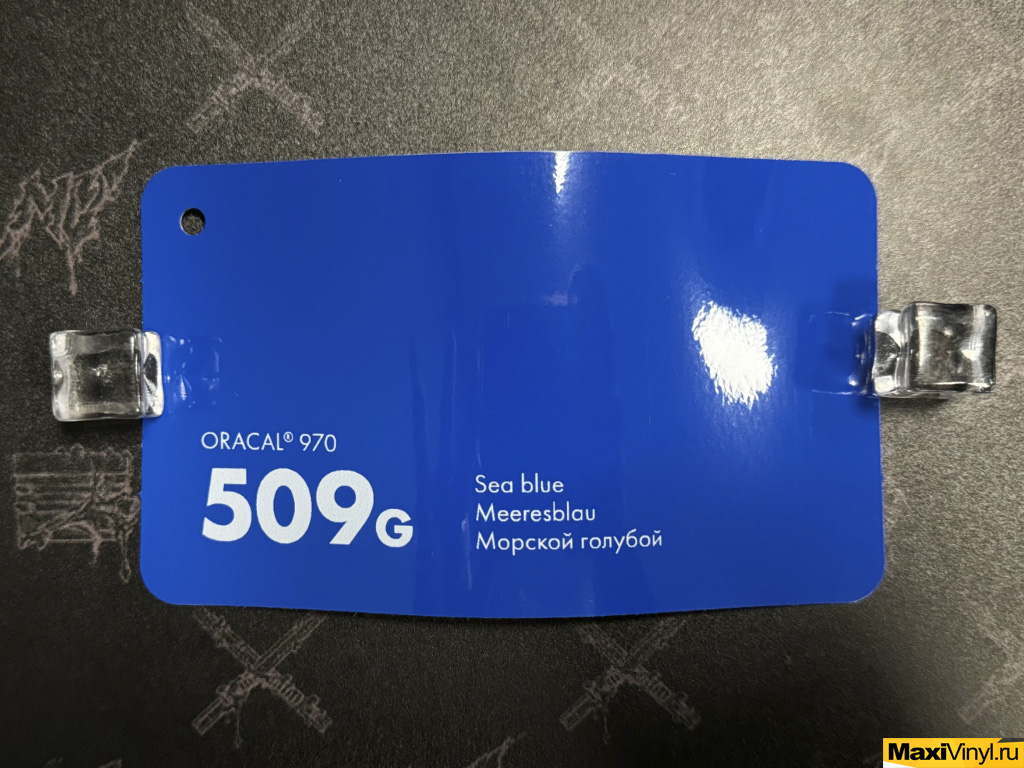 ORACAL® 970
509G
Sea blue
Meeresblau
Морской голубой
MaxiVinyl.ru